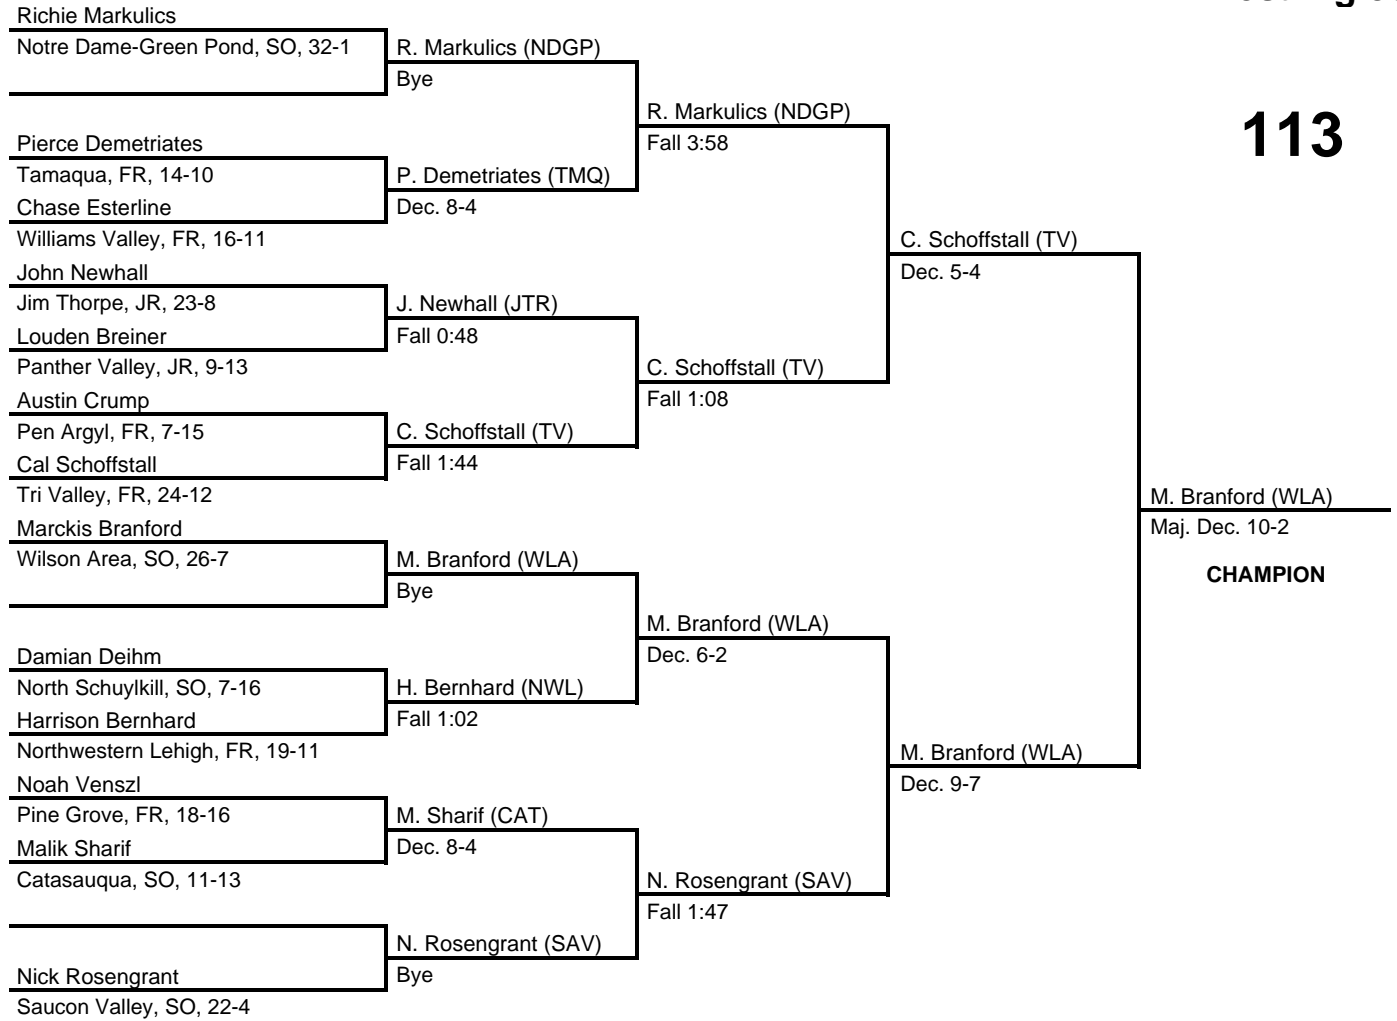 Richie Markulics
Notre Dame-Green Pond, SO, 32-1
R. Markulics (NDGP)
Bye
R. Markulics (NDGP)
Fall 3:58
113
Pierce Demetriates
Tamaqua, FR, 14-10
P. Demetriates (TMQ)
Chase Esterline
Dec. 8-4
Williams Valley, FR, 16-11
C. Schoffstall (TV)
Dec. 5-4
John Newhall
Jim Thorpe, JR, 23-8
J. Newhall (JTR)
Louden Breiner
Fall 0:48
Panther Valley, JR, 9-13
C. Schoffstall (TV)
Fall 1:08
Austin Crump
Pen Argyl, FR, 7-15
C. Schoffstall (TV)
Cal Schoffstall
Fall 1:44
Tri Valley, FR, 24-12
M. Branford (WLA)
Maj. Dec. 10-2
CHAMPION
Marckis Branford
Wilson Area, SO, 26-7
M. Branford (WLA)
Bye
M. Branford (WLA)
Dec. 6-2
Damian Deihm
North Schuylkill, SO, 7-16
H. Bernhard (NWL)
Harrison Bernhard
Fall 1:02
Northwestern Lehigh, FR, 19-11
M. Branford (WLA)
Dec. 9-7
Noah Venszl
Pine Grove, FR, 18-16
M. Sharif (CAT)
Malik Sharif
Dec. 8-4
Catasauqua, SO, 11-13
N. Rosengrant (SAV)
Fall 1:47
N. Rosengrant (SAV)
Nick Rosengrant
Bye
Saucon Valley, SO, 22-4